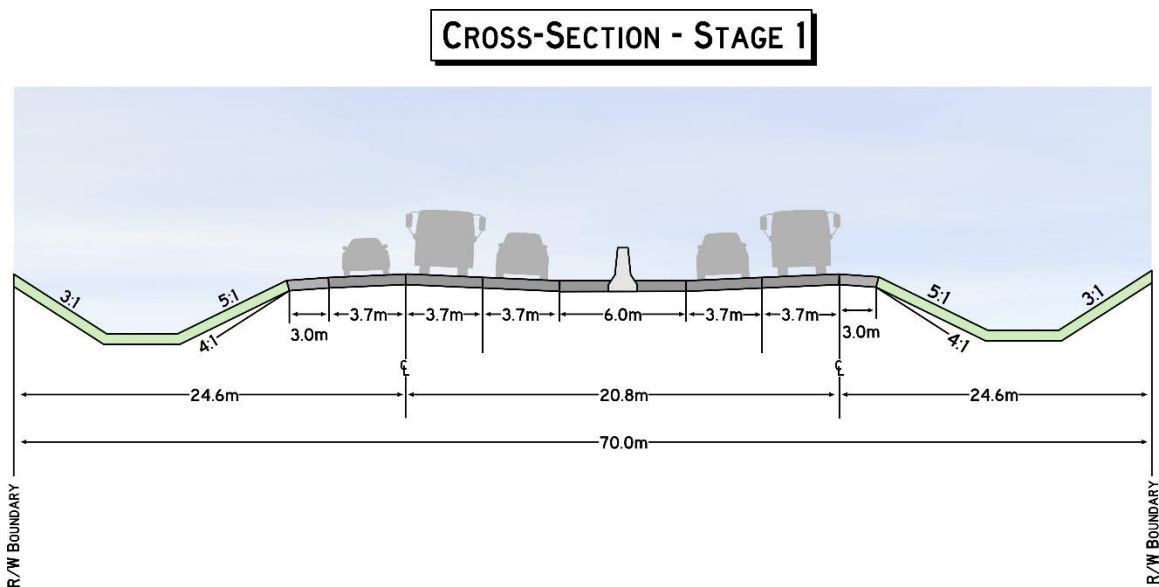 CROSS-SECTION - STAGE 1
3:1
5:1
4:1
3.0m
3.7m
3.7m
3.7m
6.0m
3.7m
3.7m
3.0m
5:1
4:1
3:1
℄
℄
24.6m
20.8m
24.6m
70.0m
R/W BOUNDARY
R/W BOUNDARY